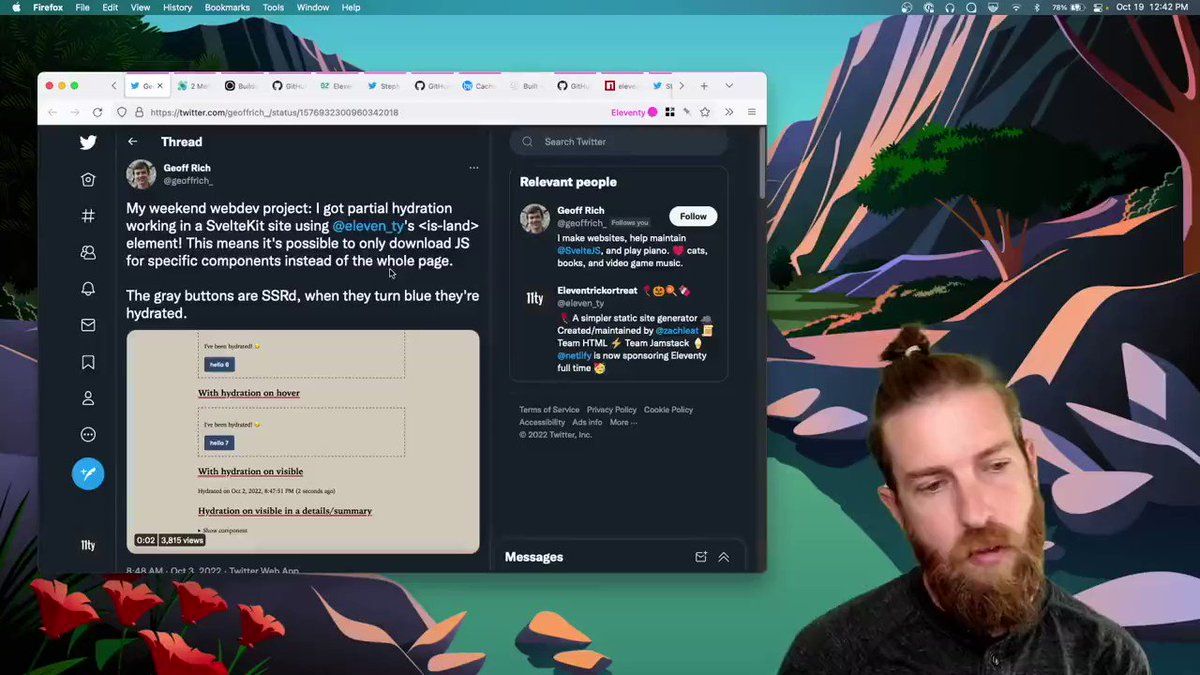 Firefox File Edit View History Bookmarks Tools Window Help
78% Oct 19 12:42 PM
Ge
2 Me
Build
GitHu
Eleve
Steph
GitHu
Cache
Built
GitHu
eleve
https://twitter.com/geoffrich_/status/1576932300960342018
Eleventy
Thread
Geoff Rich
@geoffrich_
My weekend webdev project: I got partial hydration
working in a SvelteKit site using @eleven_ty's <is-land>
element! This means it's possible to only download JS
for specific components instead of the whole page.
The gray buttons are SSRd, when they turn blue they're
hydrated.
I've been hydrated!
hello 6
With hydration on hover
I've been hydrated!
hello 7
With hydration on visible
Hydrated on Oct 2, 2022, 8:47:51 PM (2 seconds ago)
Hydration on visible in a details/summary
Show component
0:02 3,815 views
8:48 AM · Oct 3, 2022 · Twitter Web App
11ty
Search Twitter
Relevant people
Geoff Rich
@geoffrich_ Follows you
Follow
I make websites, help maintain
@SvelteJS, and play piano. ❤️ cats,
books, and video game music.
11ty
Eleventrickortreat 🎃🍭🍬
@eleven_ty
A simpler static site generator
Created/maintained by @zachleat
Team HTML ⚡ Team Jamstack
@netlify is now sponsoring Eleventy
full time 🥳
Terms of Service Privacy Policy Cookie Policy
Accessibility Ads info More ···
© 2022 Twitter, Inc.
Messages